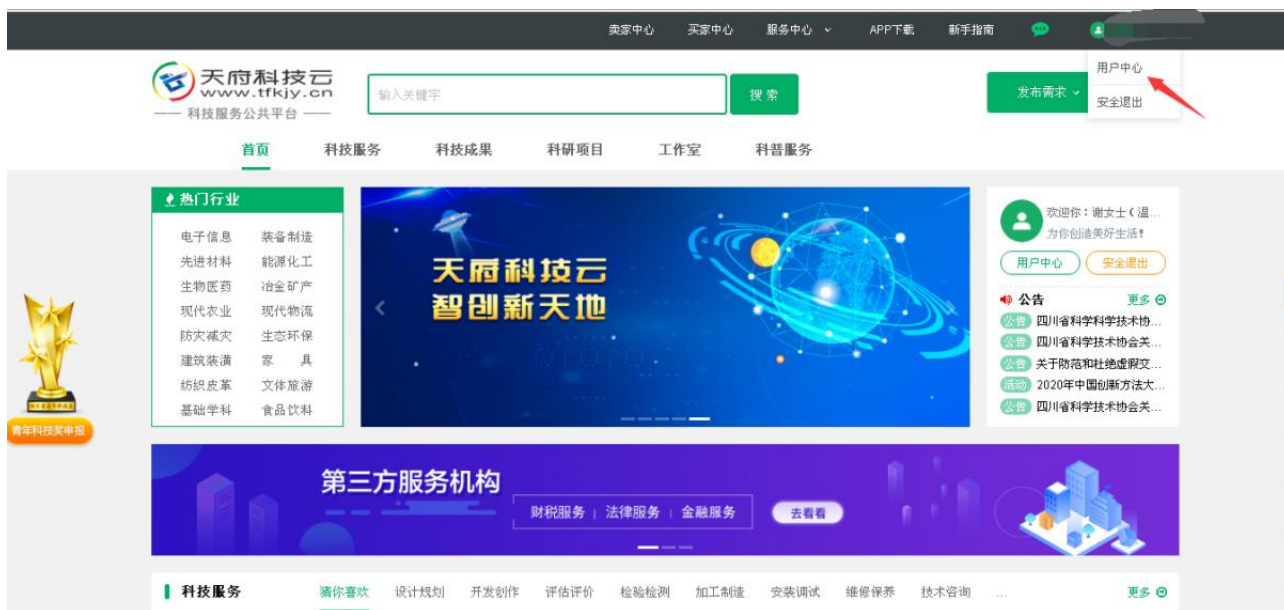 卖家中心 买家中心 服务中心 APP下载 新手指南
用户中心
安全退出
天府科技云
www.tfkjy.cn
科技服务公共平台
输入关键字
搜索
发布需求
首页 科技服务 科技成果 科研项目 工作室 科普服务
热门行业
电子信息 装备制造
先进材料 能源化工
生物医药 冶金矿产
现代农业 现代物流
防灾减灾 生态环保
建筑装潢 家 具
纺织皮革 文体旅游
基础学科 食品饮料
天府科技云
智创新天地
欢迎你：谢女士（温...
为你创造美好生活！
用户中心 安全退出
公告 更多
公告 四川省科学科学技术协...
公告 四川省科学技术协会关...
公告 关于防范和杜绝虚假交...
活动 2020年中国创新方法大...
公告 四川省科学技术协会关...
青年科技奖申报
第三方服务机构
财税服务 | 法律服务 | 金融服务
去看看
科技服务 猜你喜欢 设计规划 开发创作 评估评价 检验检测 加工制造 安装调试 维修保养 技术咨询 ... 更多